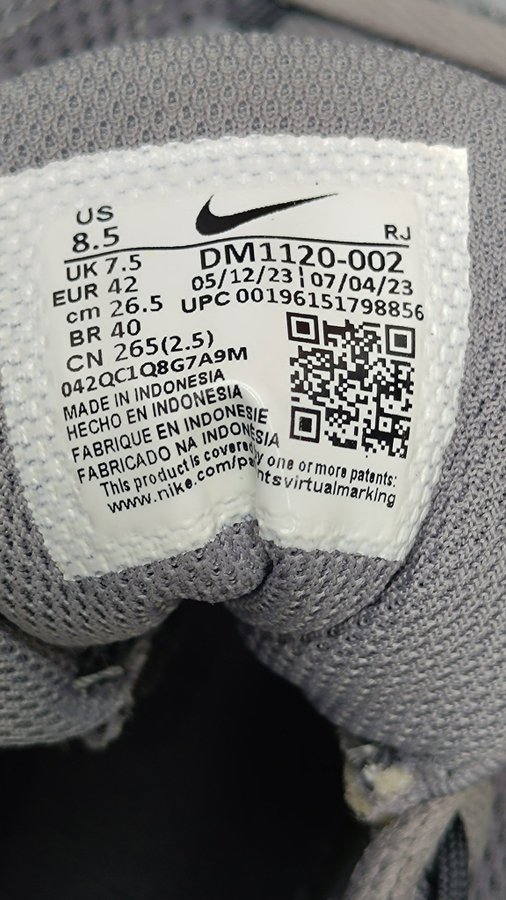 US
8.5
RJ
UK 7.5
DM1120-002
EUR 42
05/12/23 | 07/04/23
cm 26.5
UPC 00196151798856
BR 40
CN 265(2.5)
042QC1Q8G7A9M
MADE IN INDONESIA
HECHO EN INDONESIA
FABRIQUE EN INDONESIE
FABRICADO NA INDONESIA
This product is covered by one or more patents:
www.nike.com/patentsvirtualmarking